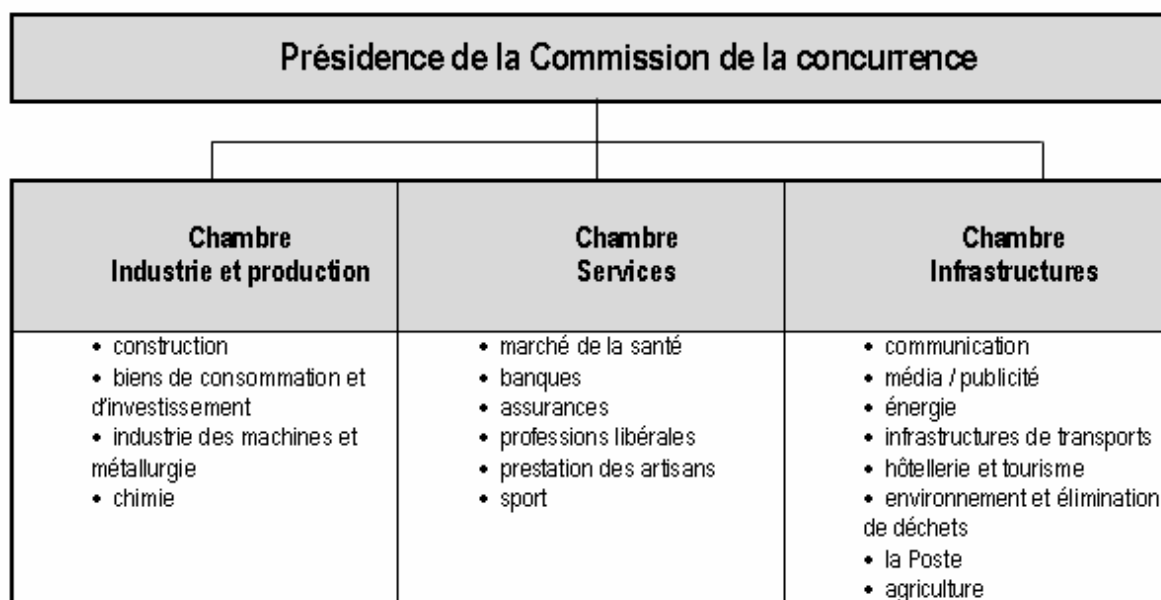 Présidence de la Commission de la concurrence
Chambre
Industrie et production
• construction
• biens de consommation et
d'investissement
• industrie des machines et
métallurgie
• chimie
Chambre
Services
• marché de la santé
• banques
• assurances
• professions libérales
• prestation des artisans
• sport
Chambre
Infrastructures
• communication
• média / publicité
• énergie
• infrastructures de transports
• hôtellerie et tourisme
• environnement et élimination
de déchets
• la Poste
• agriculture